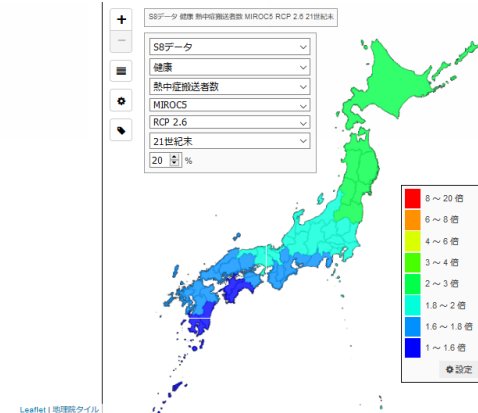 S8データ 健康 熱中症搬送者数 MIROC5 RCP 2.6 21世紀末
+
−
S8データ
健康
熱中症搬送者数
MIROC5
RCP 2.6
21世紀末
20 %
8 ～ 20 倍
6 ～ 8 倍
4 ～ 6 倍
3 ～ 4 倍
2 ～ 3 倍
1.8 ～ 2 倍
1.6 ～ 1.8 倍
1 ～ 1.6 倍
設定
Leaflet | 地理院タイル